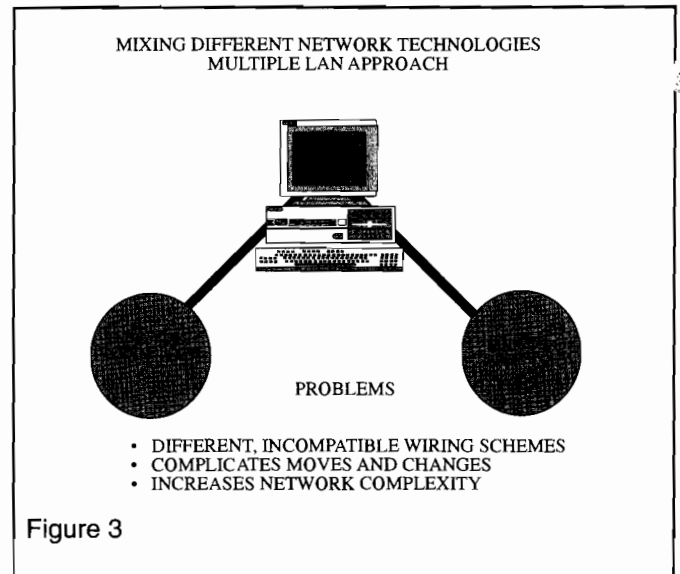 MIXING DIFFERENT NETWORK TECHNOLOGIES
MULTIPLE LAN APPROACH
PROBLEMS
• DIFFERENT, INCOMPATIBLE WIRING SCHEMES
• COMPLICATES MOVES AND CHANGES
• INCREASES NETWORK COMPLEXITY
Figure 3